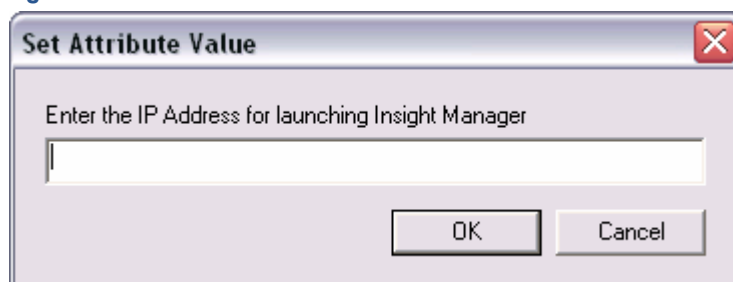 Set Attribute Value
Enter the IP Address for launching Insight Manager
OK
Cancel